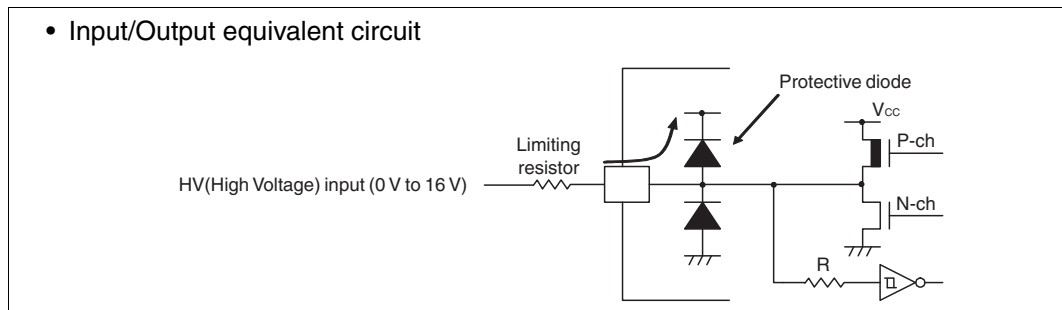 • Input/Output equivalent circuit
Protective diode
Vcc
P-ch
Limiting
resistor
HV(High Voltage) input (0 V to 16 V)
N-ch
R